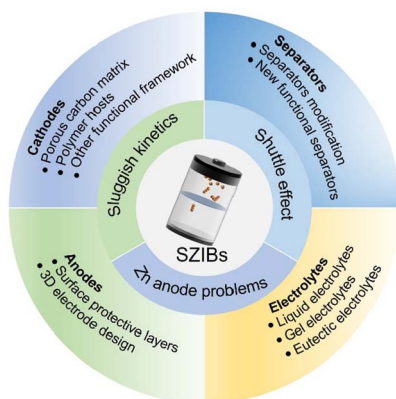 Cathodes
• Porous carbon matrix
• Polymer hosts
• Other functional framework
Separators
• Separators modification
• New functional separators
Sluggish kinetics
Shuttle effect
SZIBs
Zn anode problems
Anodes
• Surface protective layers
• 3D electrode design
Electrolytes
• Liquid electrolytes
• Gel electrolytes
• Eutectic electrolytes